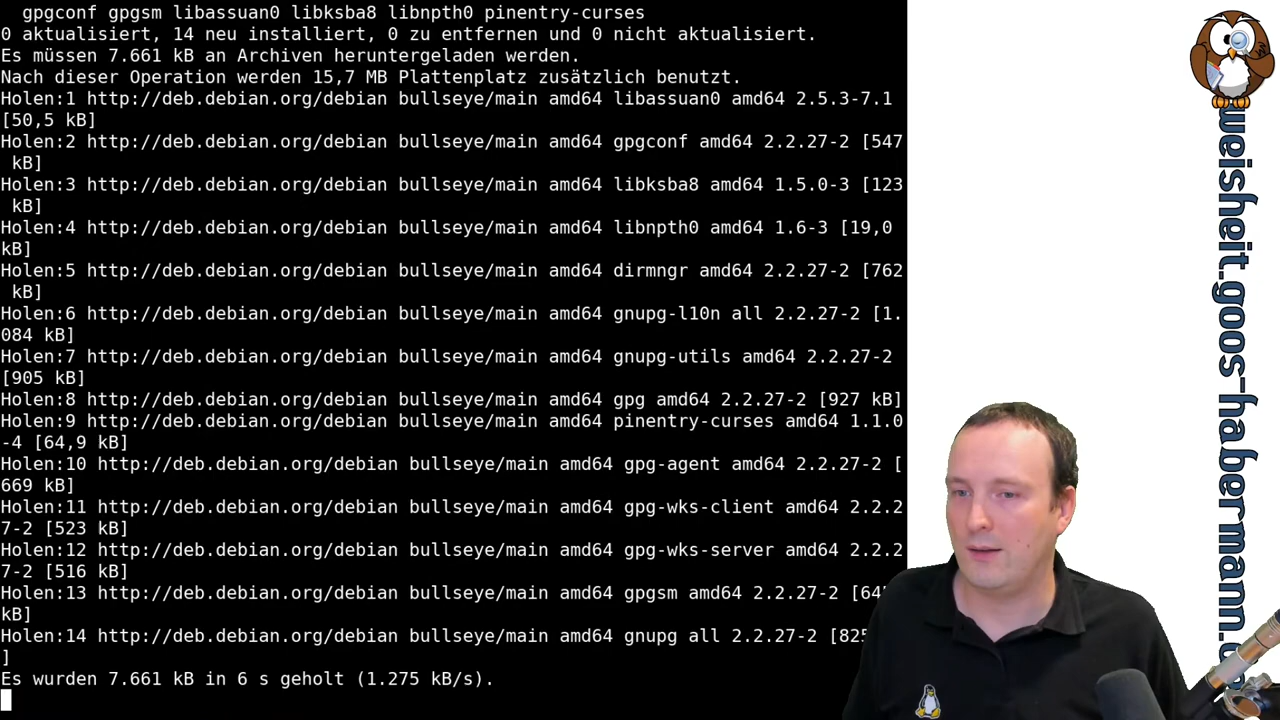 gpgconf gpgsm libassuan0 libksba8 libnpth0 pinentry-curses
0 aktualisiert, 14 neu installiert, 0 zu entfernen und 0 nicht aktualisiert.
Es müssen 7.661 kB an Archiven heruntergeladen werden.
Nach dieser Operation werden 15,7 MB Plattenplatz zusätzlich benutzt.
Holen:1 http://deb.debian.org/debian bullseye/main amd64 libassuan0 amd64 2.5.3-7.1
[50,5 kB]
Holen:2 http://deb.debian.org/debian bullseye/main amd64 gpgconf amd64 2.2.27-2 [547
kB]
Holen:3 http://deb.debian.org/debian bullseye/main amd64 libksba8 amd64 1.5.0-3 [123
kB]
Holen:4 http://deb.debian.org/debian bullseye/main amd64 libnpth0 amd64 1.6-3 [19,0
kB]
Holen:5 http://deb.debian.org/debian bullseye/main amd64 dirmngr amd64 2.2.27-2 [762
kB]
Holen:6 http://deb.debian.org/debian bullseye/main amd64 gnupg-l10n all 2.2.27-2 [1.
084 kB]
Holen:7 http://deb.debian.org/debian bullseye/main amd64 gnupg-utils amd64 2.2.27-2
[905 kB]
Holen:8 http://deb.debian.org/debian bullseye/main amd64 gpg amd64 2.2.27-2 [927 kB]
Holen:9 http://deb.debian.org/debian bullseye/main amd64 pinentry-curses amd64 1.1.0
-4 [64,9 kB]
Holen:10 http://deb.debian.org/debian bullseye/main amd64 gpg-agent amd64 2.2.27-2 [
669 kB]
Holen:11 http://deb.debian.org/debian bullseye/main amd64 gpg-wks-client amd64 2.2.2
7-2 [523 kB]
Holen:12 http://deb.debian.org/debian bullseye/main amd64 gpg-wks-server amd64 2.2.2
7-2 [516 kB]
Holen:13 http://deb.debian.org/debian bullseye/main amd64 gpgsm amd64 2.2.27-2
kB]
Holen:14 http://deb.debian.org/debian bullseye/main amd64 gnupg all 2.2.27-2 [825
]
Es wurden 7.661 kB in 6 s geholt (1.275 kB/s).
weisheit.goos-habermann.